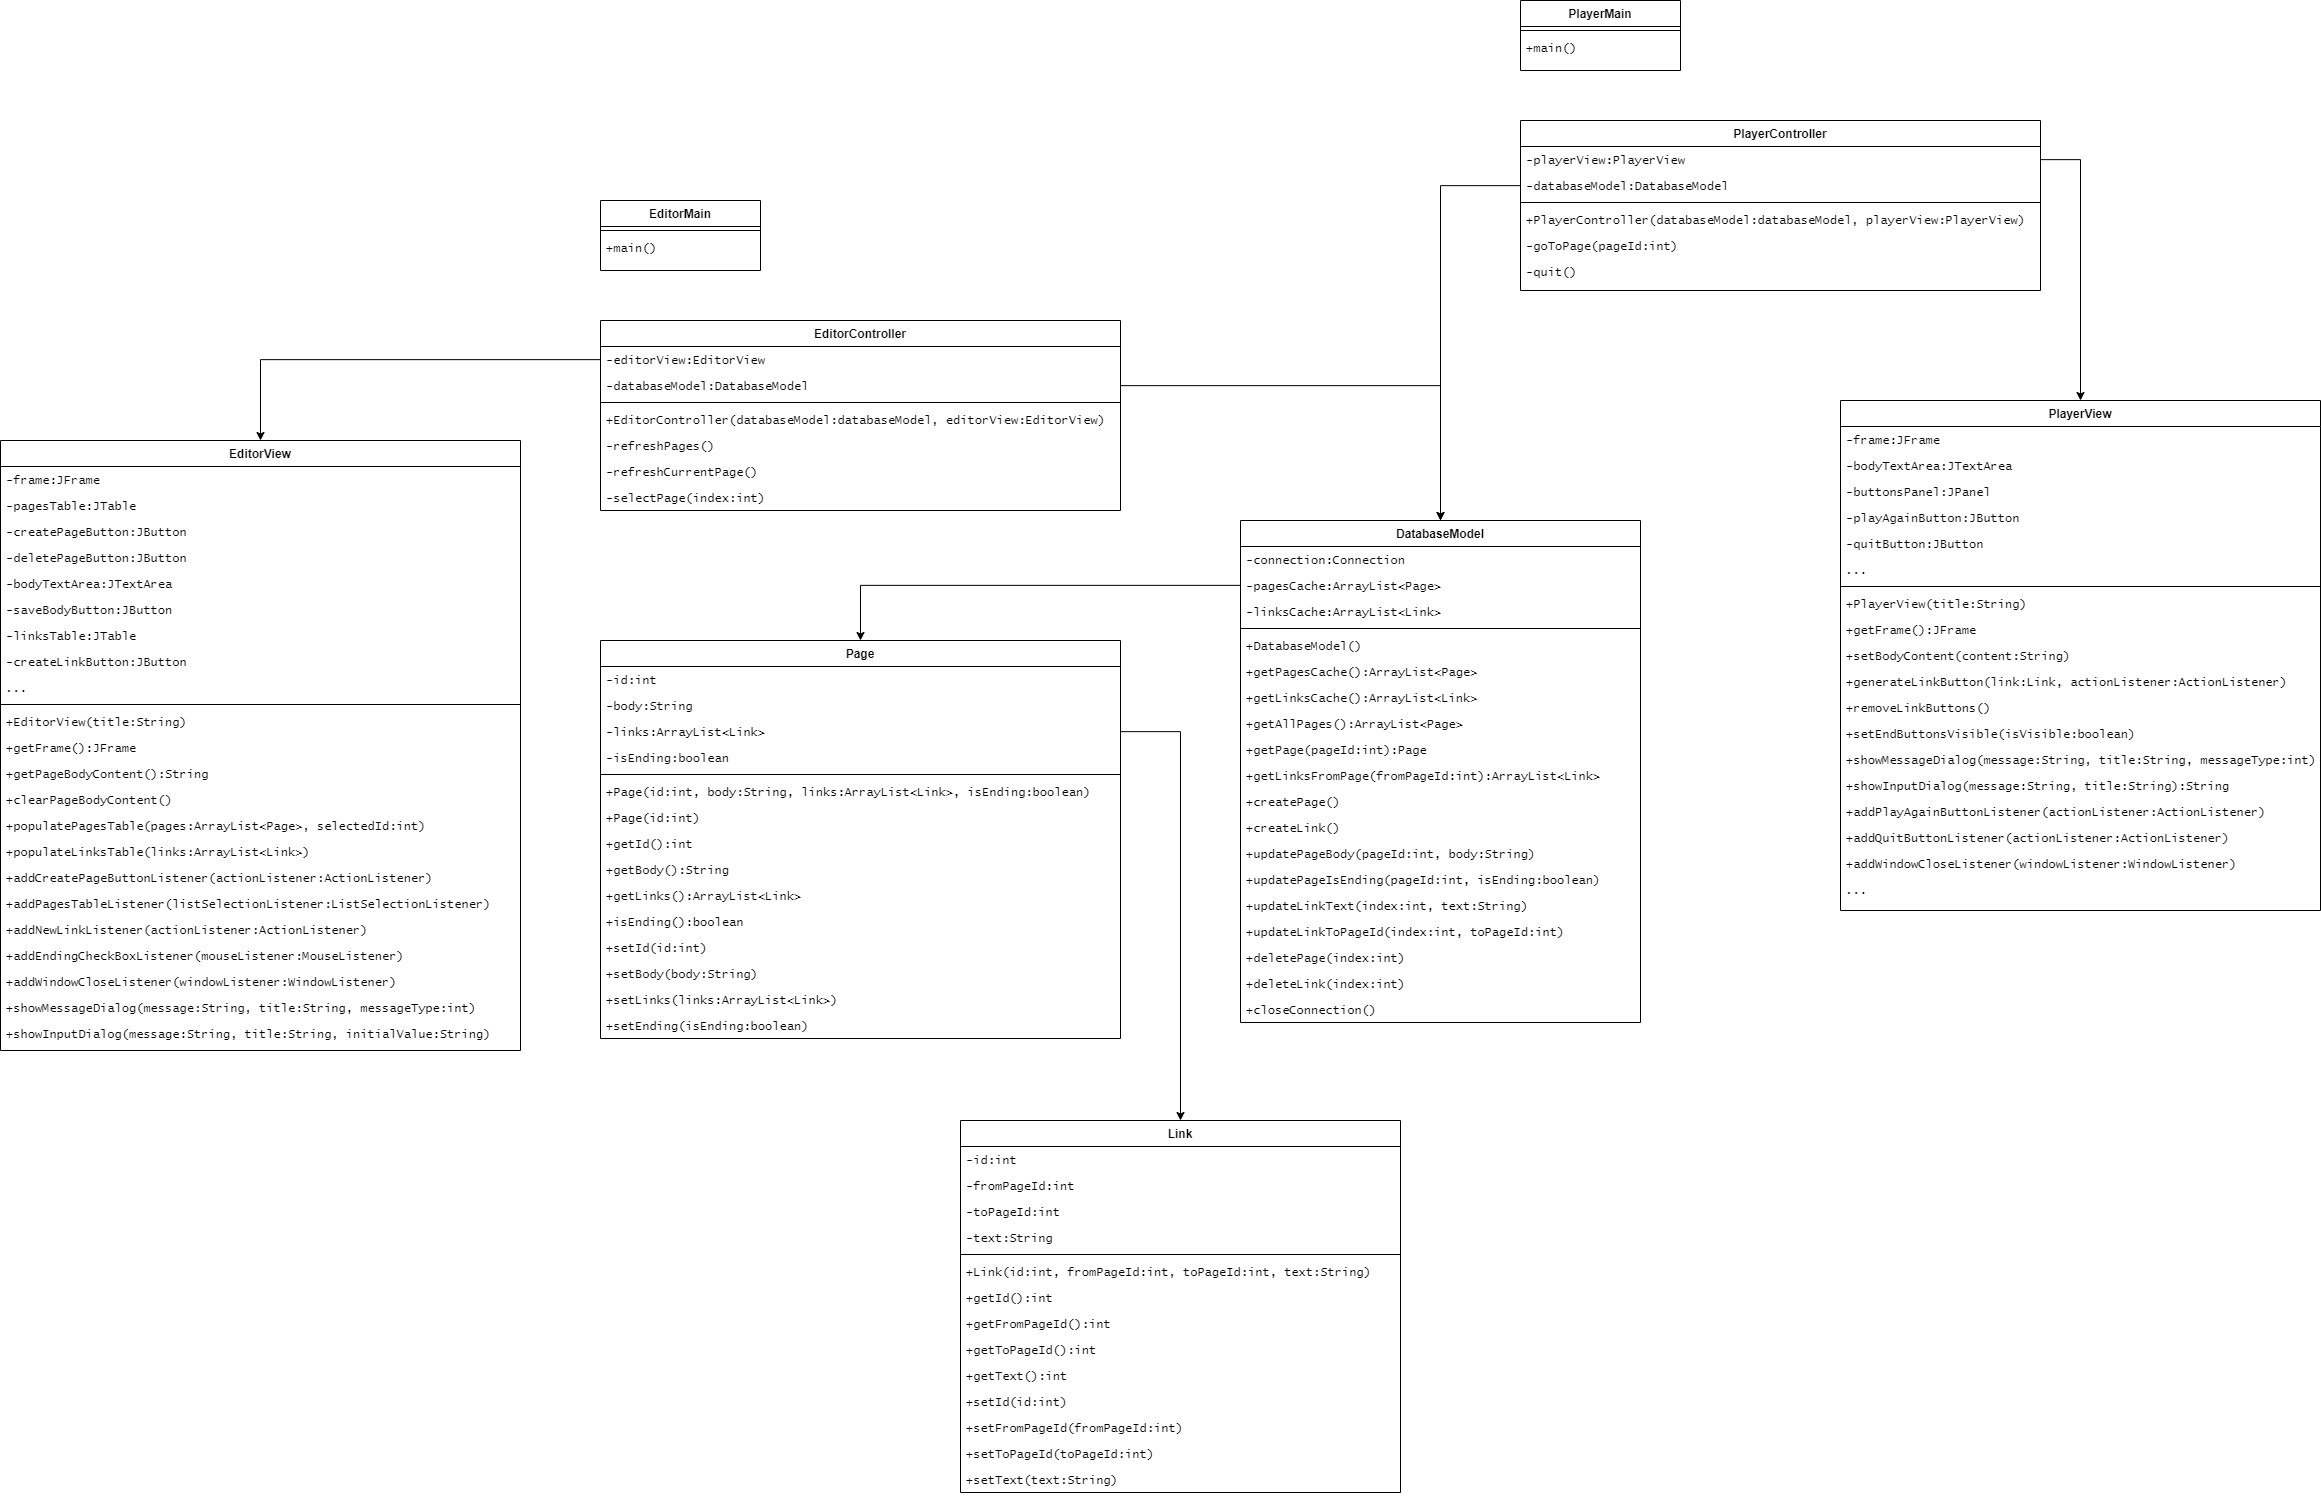 PlayerMain
+main()
PlayerController
-playerView:PlayerView
-databaseModel:DatabaseModel
+PlayerController(databaseModel:databaseModel, playerView:PlayerView)
-goToPage(pageId:int)
-quit()
EditorMain
+main()
EditorController
-editorView:EditorView
-databaseModel:DatabaseModel
+EditorController(databaseModel:databaseModel, editorView:EditorView)
-refreshPages()
-refreshCurrentPage()
-selectPage(index:int)
EditorView
-frame:JFrame
-pagesTable:JTable
-createPageButton:JButton
-deletePageButton:JButton
-bodyTextArea:JTextArea
-saveBodyButton:JButton
-linksTable:JTable
-createLinkButton:JButton
...
+EditorView(title:String)
+getFrame():JFrame
+getPageBodyContent():String
+clearPageBodyContent()
+populatePagesTable(pages:ArrayList<Page>, selectedId:int)
+populateLinksTable(links:ArrayList<Link>)
+addCreatePageButtonListener(actionListener:ActionListener)
+addPagesTableListener(listSelectionListener:ListSelectionListener)
+addNewLinkListener(actionListener:ActionListener)
+addEndingCheckBoxListener(mouseListener:MouseListener)
+addWindowCloseListener(windowListener:WindowListener)
+showMessageDialog(message:String, title:String, messageType:int)
+showInputDialog(message:String, title:String, initialValue:String)
PlayerView
-frame:JFrame
-bodyTextArea:JTextArea
-buttonsPanel:JPanel
-playAgainButton:JButton
-quitButton:JButton
...
+PlayerView(title:String)
+getFrame():JFrame
+setBodyContent(content:String)
+generateLinkButton(link:Link, actionListener:ActionListener)
+removeLinkButtons()
+setEndButtonsVisible(isVisible:boolean)
+showMessageDialog(message:String, title:String, messageType:int)
+showInputDialog(message:String, title:String):String
+addPlayAgainButtonListener(actionListener:ActionListener)
+addQuitButtonListener(actionListener:ActionListener)
+addWindowCloseListener(windowListener:WindowListener)
...
DatabaseModel
-connection:Connection
-pagesCache:ArrayList<Page>
-linksCache:ArrayList<Link>
+DatabaseModel()
+getPagesCache():ArrayList<Page>
+getLinksCache():ArrayList<Link>
+getAllPages():ArrayList<Page>
+getPage(pageId:int):Page
+getLinksFromPage(fromPageId:int):ArrayList<Link>
+createPage()
+createLink()
+updatePageBody(pageId:int, body:String)
+updatePageIsEnding(pageId:int, isEnding:boolean)
+updateLinkText(index:int, text:String)
+updateLinkToPageId(index:int, toPageId:int)
+deletePage(index:int)
+deleteLink(index:int)
+closeConnection()
Page
-id:int
-body:String
-links:ArrayList<Link>
-isEnding:boolean
+Page(id:int, body:String, links:ArrayList<Link>, isEnding:boolean)
+Page(id:int)
+getId():int
+getBody():String
+getLinks():ArrayList<Link>
+isEnding():boolean
+setId(id:int)
+setBody(body:String)
+setLinks(links:ArrayList<Link>)
+setEnding(isEnding:boolean)
Link
-id:int
-fromPageId:int
-toPageId:int
-text:String
+Link(id:int, fromPageId:int, toPageId:int, text:String)
+getId():int
+getFromPageId():int
+getToPageId():int
+getText():int
+setId(id:int)
+setFromPageId(fromPageId:int)
+setToPageId(toPageId:int)
+setText(text:String)